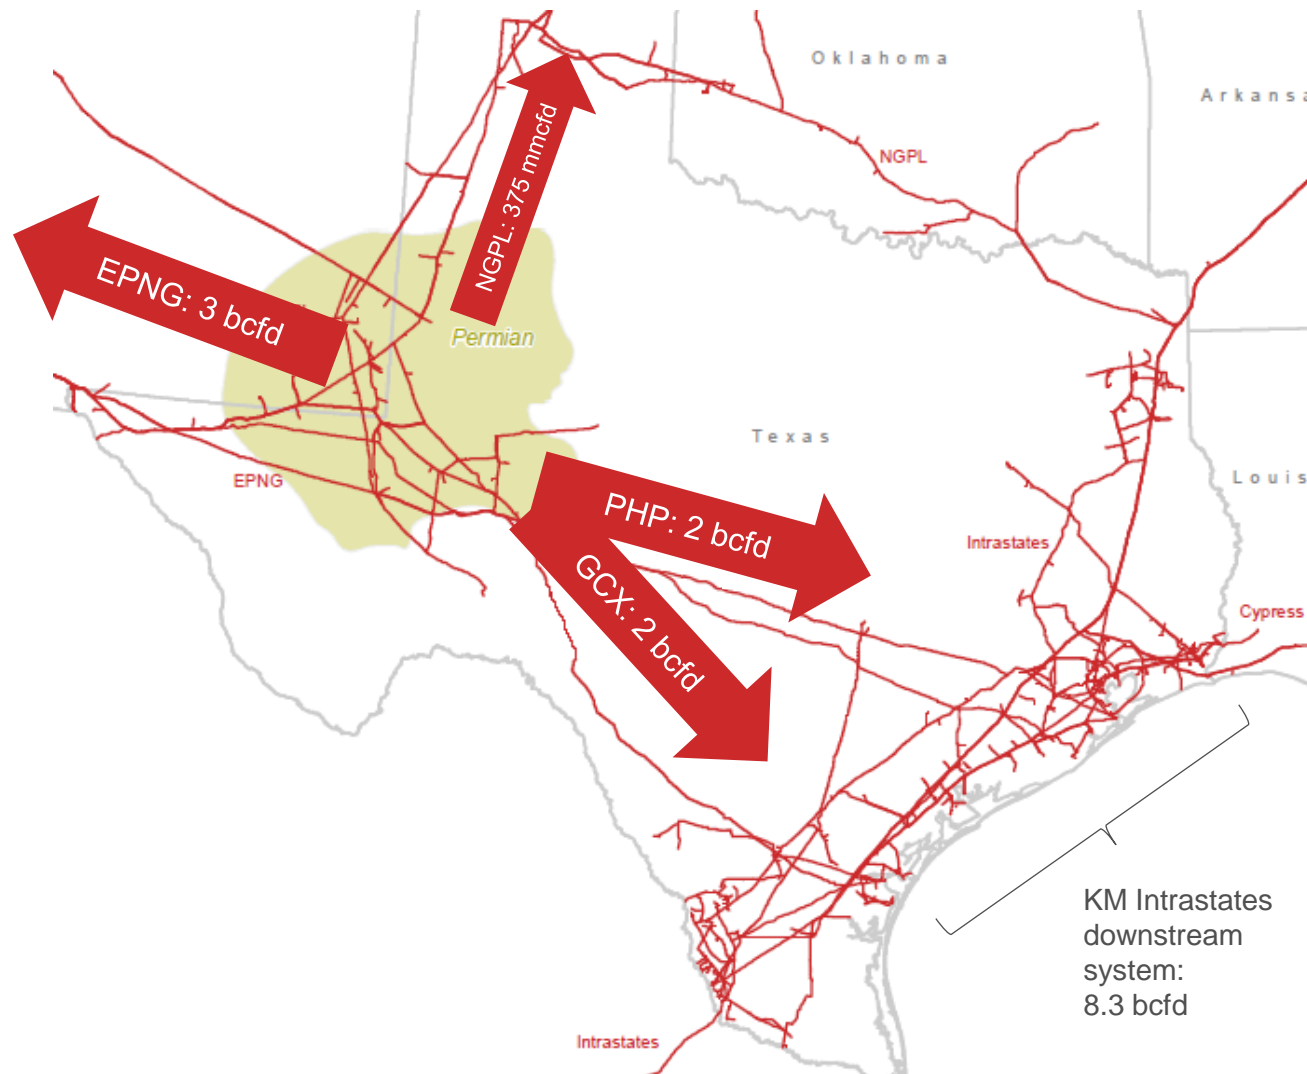 Oklahoma
Arkansa
NGPL
NGPL: 375 mmcfd
EPNG: 3 bcfd
Permian
Texas
EPNG
Louis
PHP: 2 bcfd
Intrastates
GCX: 2 bcfd
Cypress
KM Intrastates
downstream
system:
8.3 bcfd
Intrastates